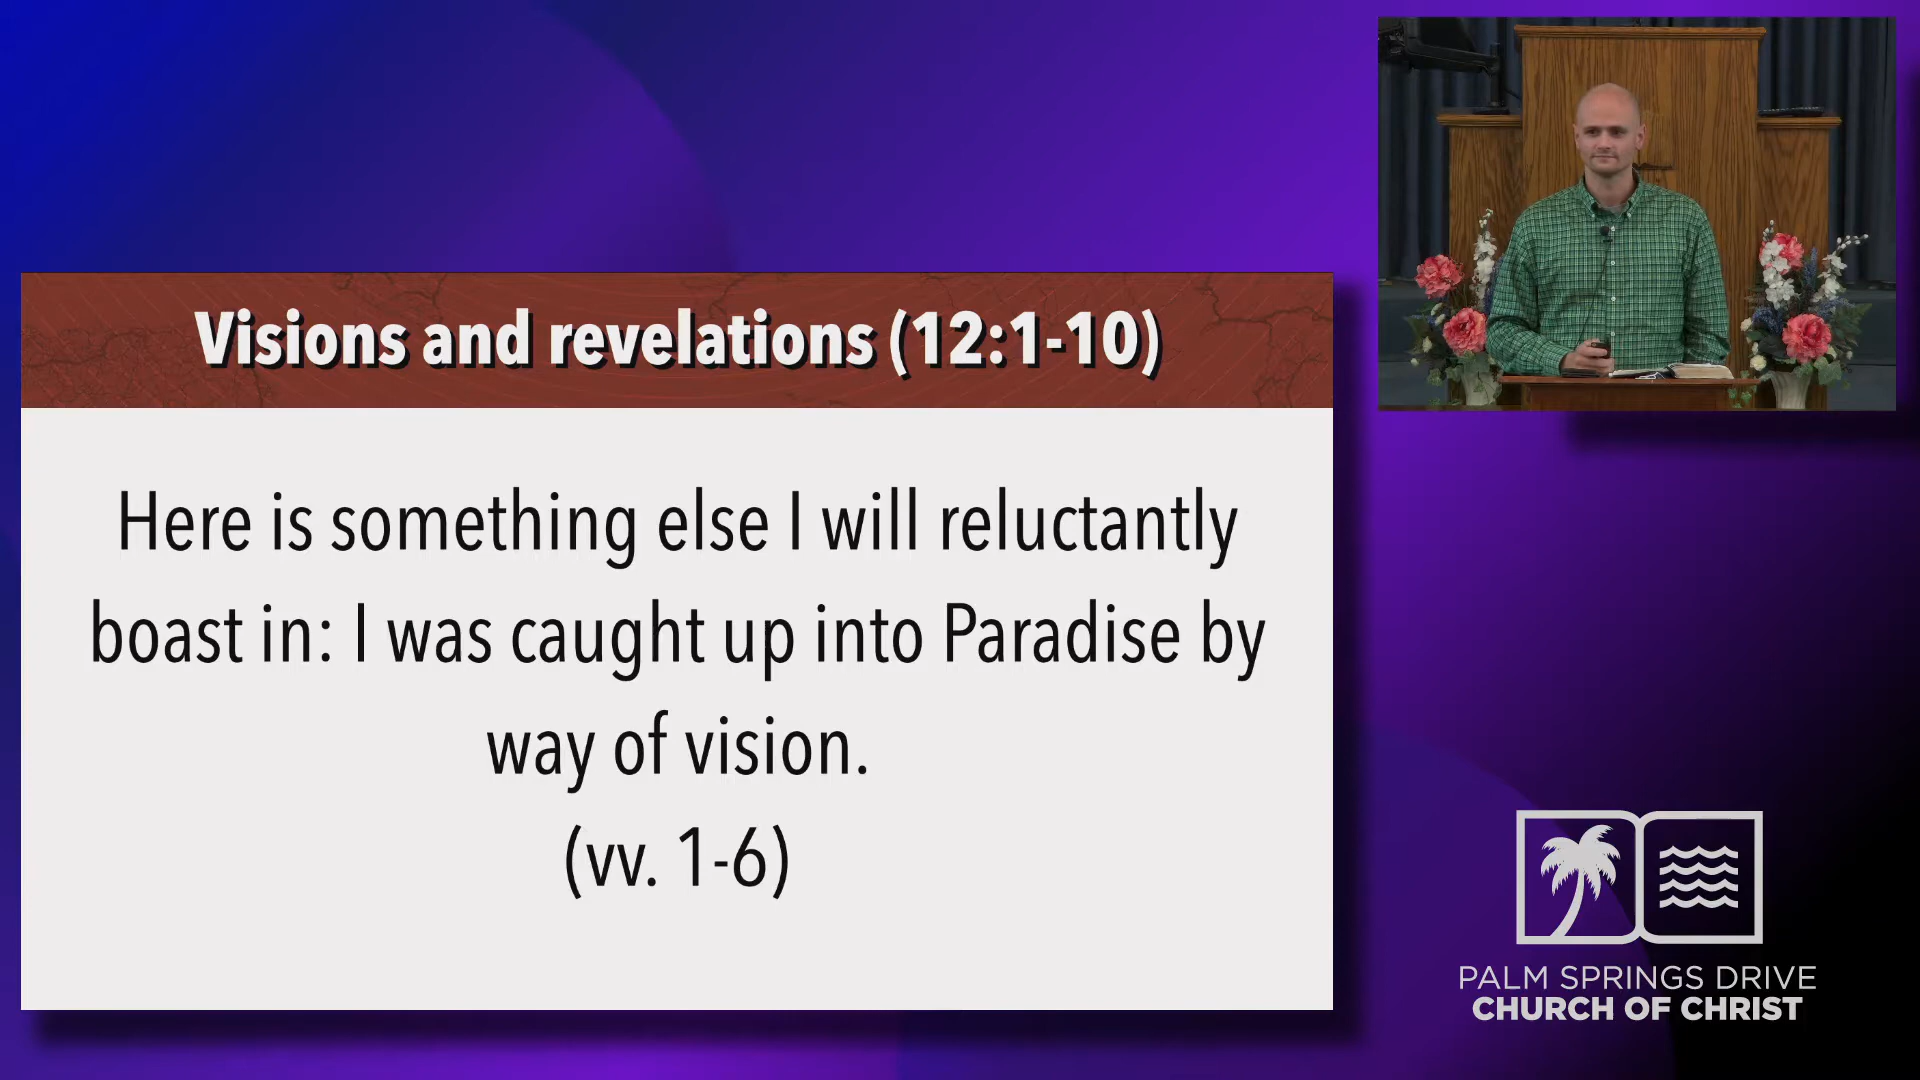 Visions and revelations (12:1-10)
Here is something else I will reluctantly
boast in: I was caught up into Paradise by
way of vision.
(vv. 1-6)
PALM SPRINGS DRIVE
CHURCH OF CHRIST